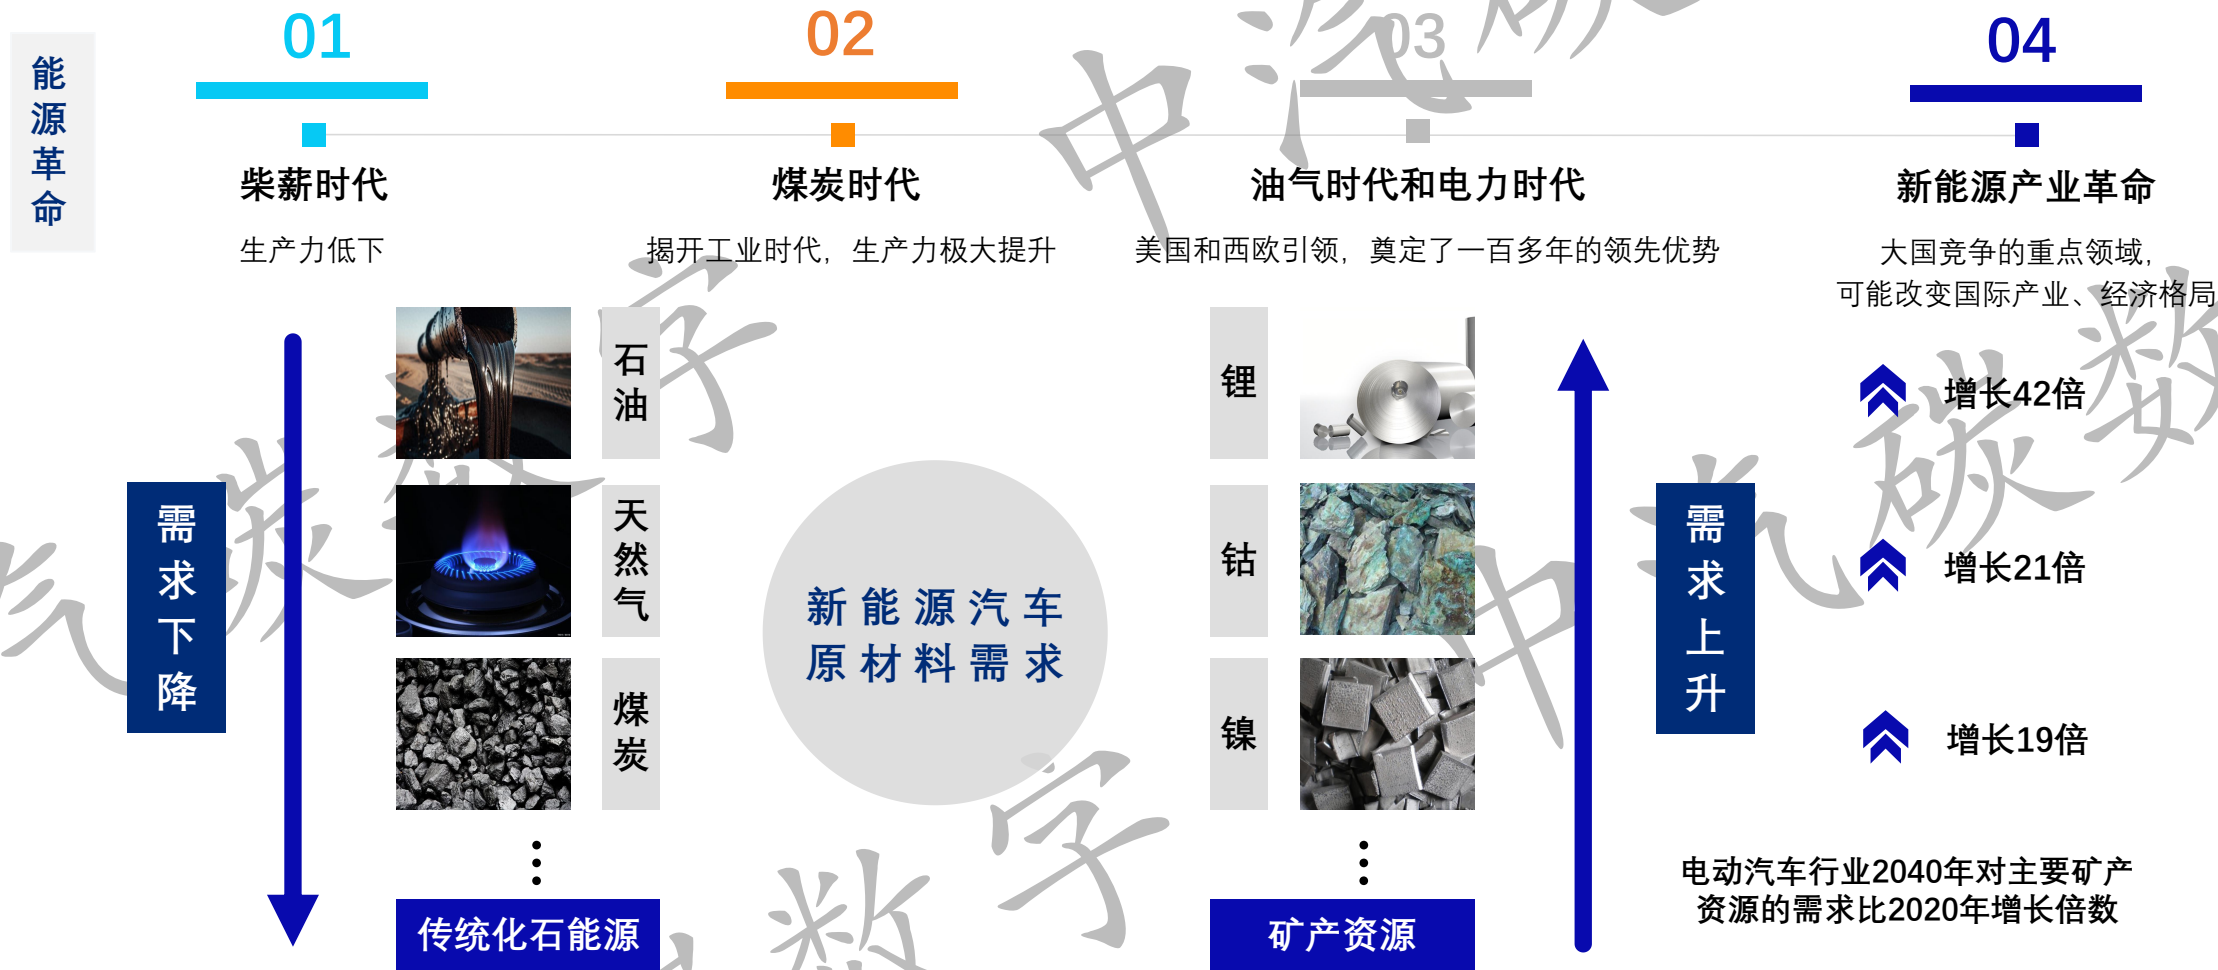 能源革命
01
02
03
04
柴薪时代
煤炭时代
油气时代和电力时代
新能源产业革命
生产力低下
揭开工业时代，生产力极大提升
美国和西欧引领，奠定了一百多年的领先优势
大国竞争的重点领域，
可能改变国际产业、经济格局
需求下降
石油
天然气
煤炭
传统化石能源
新能源汽车
原材料需求
锂
钴
镍
矿产资源
需求上升
增长42倍
增长21倍
增长19倍
电动汽车行业2040年对主要矿产
资源的需求比2020年增长倍数
中汽碳
气碳数字
中汽碳数
数字